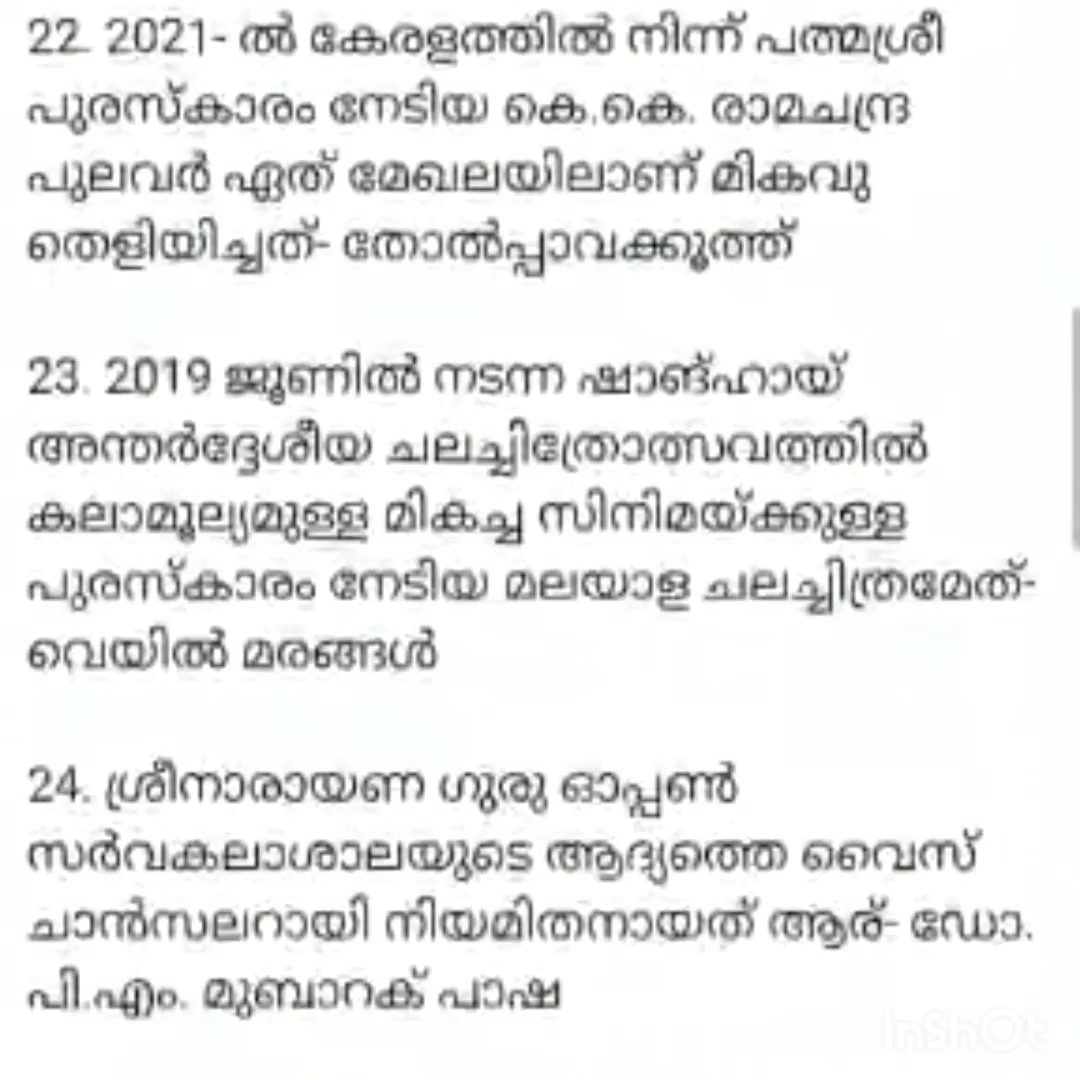 22. 2021- ൽ കേരളത്തിൽ നിന്ന് പത്മശ്രീ
പുരസ്കാരം നേടിയ കെ.കെ. രാമചന്ദ്ര
പുലവർ ഏത് മേഖലയിലാണ് മികവു
തെളിയിച്ചത്- തോൽപ്പാവക്കൂത്ത്
23. 2019 ജൂണിൽ നടന്ന ഷാങ്ഹായ്
അന്തർദ്ദേശീയ ചലച്ചിത്രോത്സവത്തിൽ
കലാമൂല്യമുള്ള മികച്ച സിനിമയ്ക്കുള്ള
പുരസ്കാരം നേടിയ മലയാള ചലച്ചിത്രമേത്-
വെയിൽ മരങ്ങൾ
24. ശ്രീനാരായണ ഗുരു ഓപ്പൺ
സർവകലാശാലയുടെ ആദ്യത്തെ വൈസ്
ചാൻസലറായി നിയമിതനായത് ആര്- ഡോ.
പി.എം. മുബാറക് പാഷ
InShOt